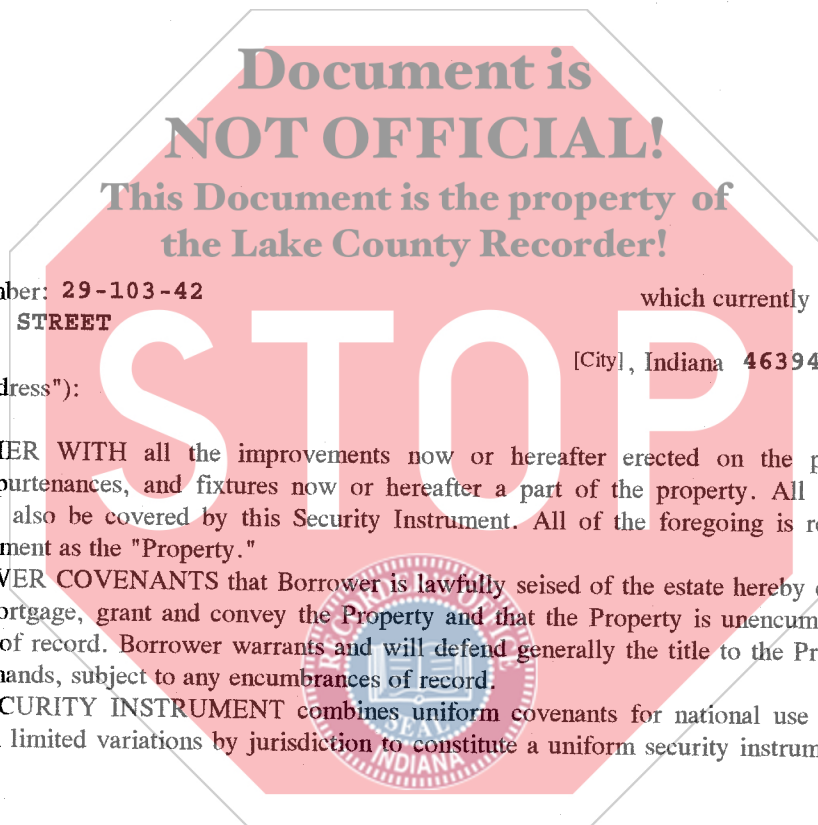 Document is
NOT OFFICIAL!
This Document is the property of
the Lake County Recorder!
ber: 29-103-42 which currently
STREET
[City], Indiana 46394
dress"):
STOP
ER WITH all the improvements now or hereafter erected on the p
purtenances, and fixtures now or hereafter a part of the property. All
also be covered by this Security Instrument. All of the foregoing is re
ment as the "Property."
VER COVENANTS that Borrower is lawfully seised of the estate hereby
ortgage, grant and convey the Property and that the Property is unencum
of record. Borrower warrants and will defend generally the title to the Pr
ands, subject to any encumbrances of record.
CURITY INSTRUMENT combines uniform covenants for national use
limited variations by jurisdiction to constitute a uniform security instrum
RECORDER'S OFFICE
SEAL
INDIANA